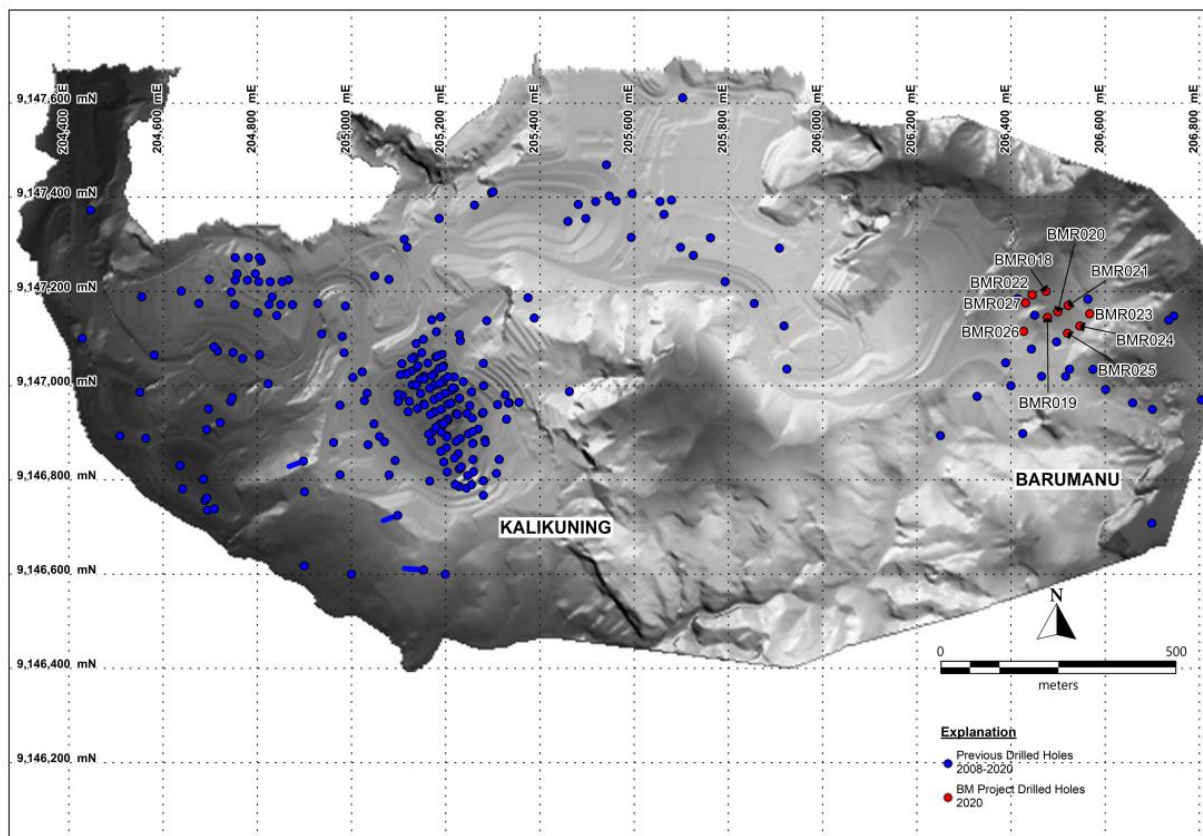 204,400 mE
204,600 mE
204,800 mE
205,000 mE
205,200 mE
205,400 mE
205,600 mE
205,800 mE
206,000 mE
206,200 mE
206,400 mE
206,600 mE
206,800 mE
9,147,600 mN
9,147,400 mN
9,147,200 mN
9,147,000 mN
9,146,800 mN
9,146,600 mN
9,146,400 mN
9,146,200 mN
BMR020
BMR018
BMR021
BMR022
BMR027
BMR023
BMR026
BMR024
BMR025
BMR019
BARUMANU
KALIKUNING
N
0 500
meters
Explanation
Previous Drilled Holes
2008-2020
BM Project Drilled Holes
2020